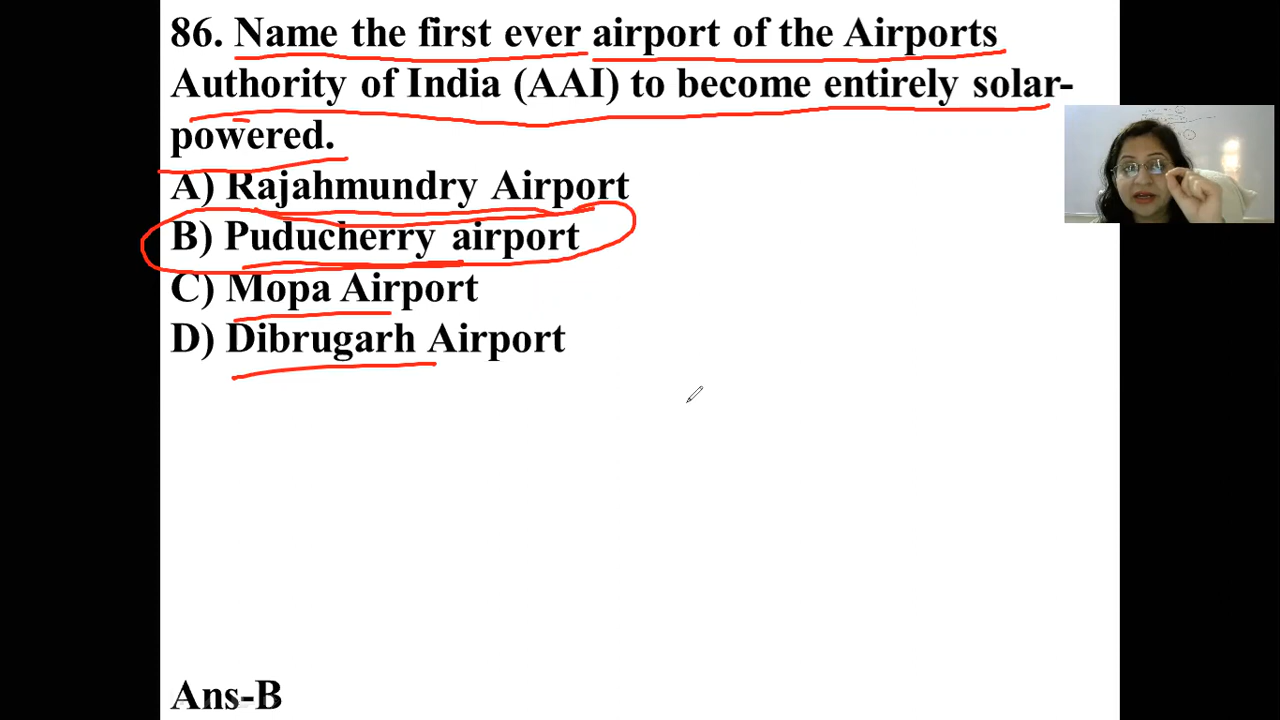 86. Name the first ever airport of the Airports
Authority of India (AAI) to become entirely solar-
powered.
A) Rajahmundry Airport
B) Puducherry airport
C) Mopa Airport
D) Dibrugarh Airport
Ans-B